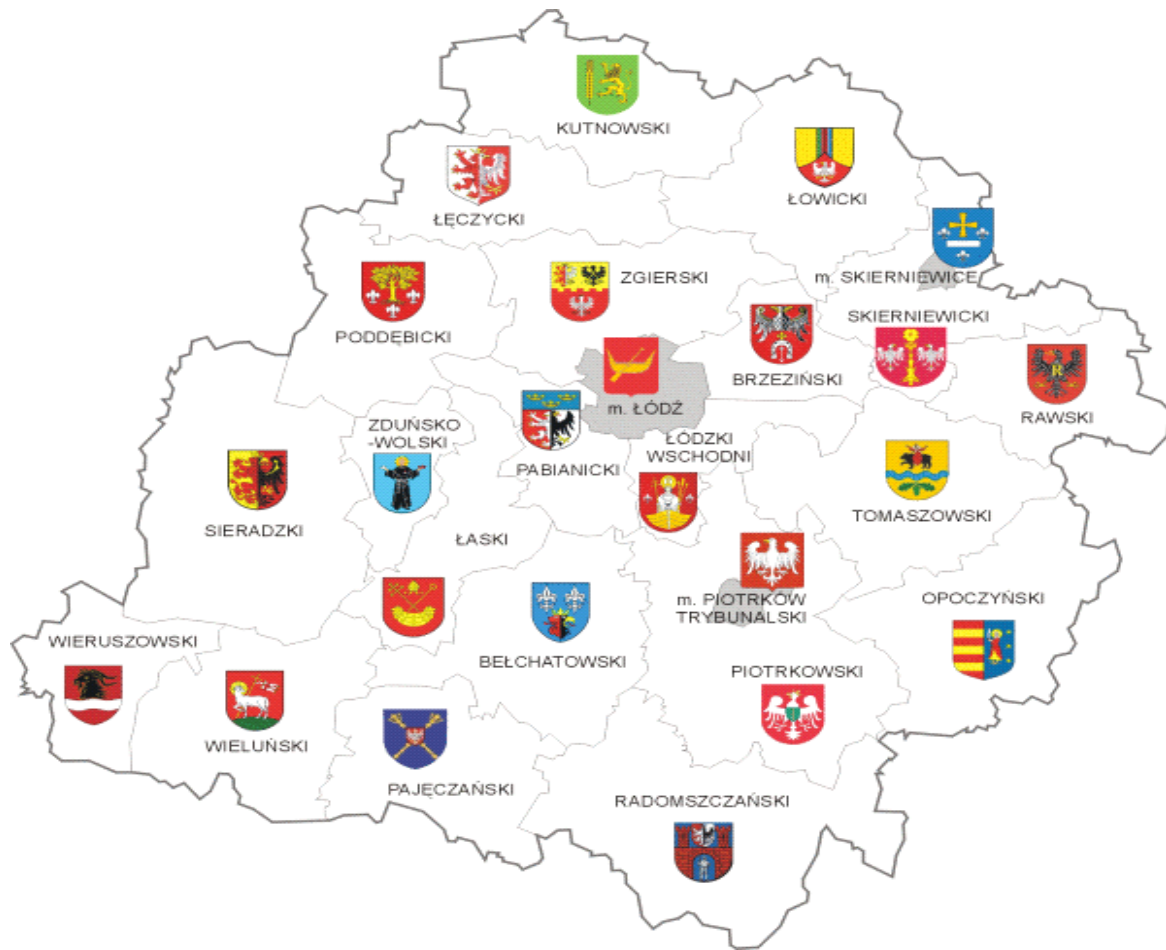 KUTNOWSKI
ŁOWICKI
ŁĘCZYCKI
m. SKIERNIEWICE
ZGIERSKI
SKIERNIEWICKI
PODDĘBICKI
BRZEZIŃSKI
RAWSKI
m. ŁÓDŹ
ZDUŃSKO
-WOLSKI
ŁÓDZKI
WSCHODNI
PABIANICKI
TOMASZOWSKI
SIERADZKI
ŁASKI
m. PIOTRKÓW
TRYBUNALSKI
OPOCZYŃSKI
WIERUSZOWSKI
BEŁCHATOWSKI
PIOTRKOWSKI
WIELUŃSKI
PAJĘCZAŃSKI
RADOMSZCZAŃSKI
R